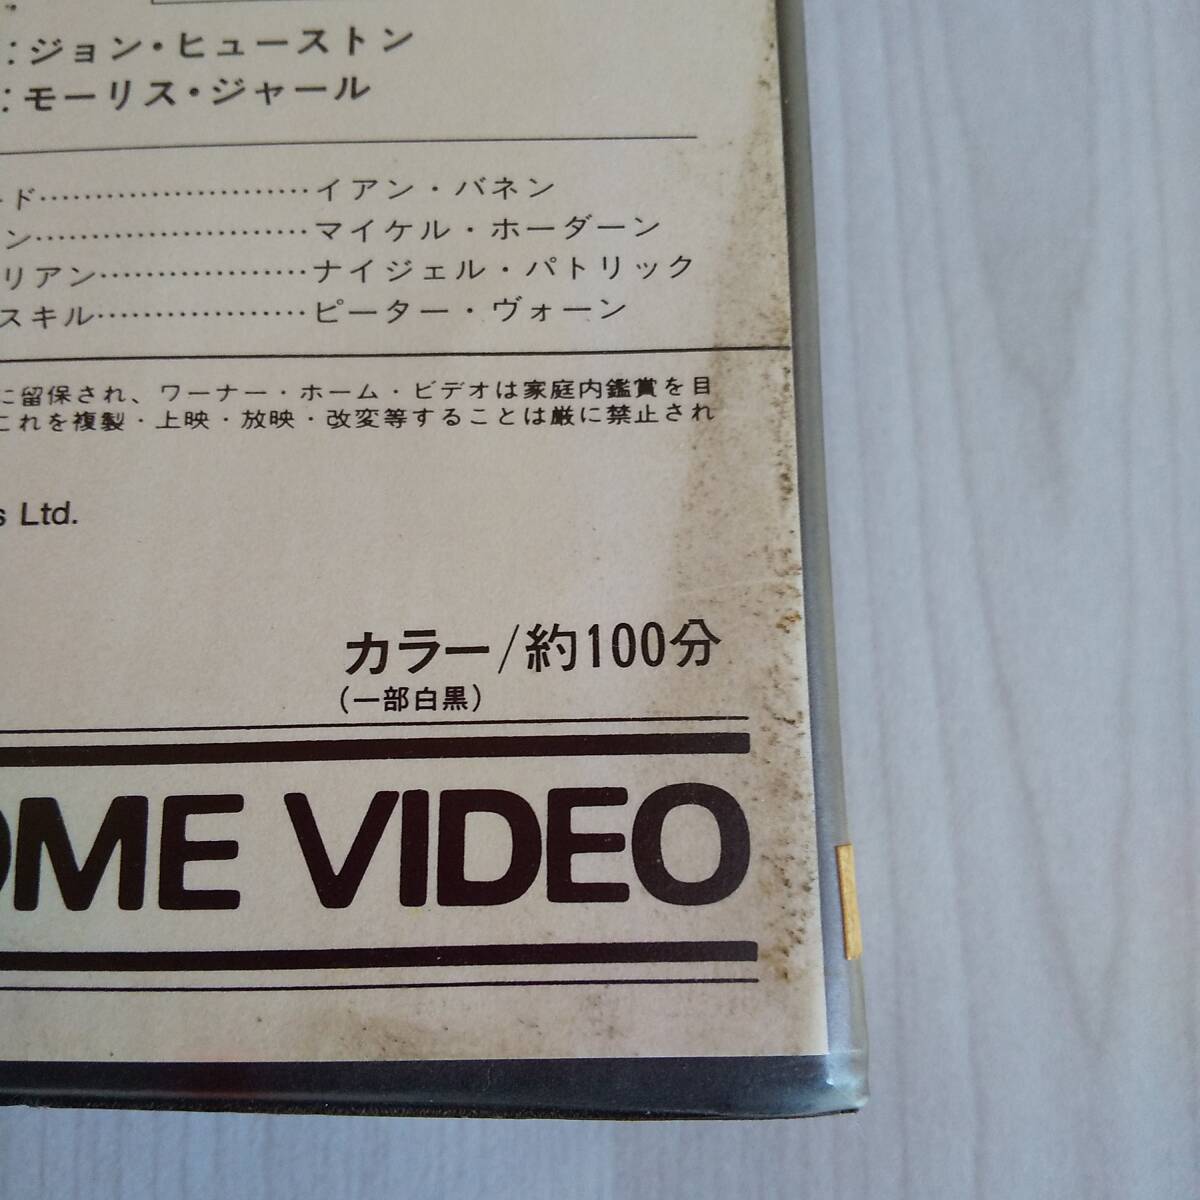 ：ジョン・ヒューストン
：モーリス・ジャール
ード……………………イアン・バネン
ン……………………マイケル・ホーダーン
リアン………………ナイジェル・パトリック
スキル………………ピーター・ヴォーン
に留保され、ワーナー・ホーム・ビデオは家庭内鑑賞を目
これを複製・上映・放映・改変等することは厳に禁止され
s Ltd.
カラー/約100分
(一部白黒)
OME VIDEO